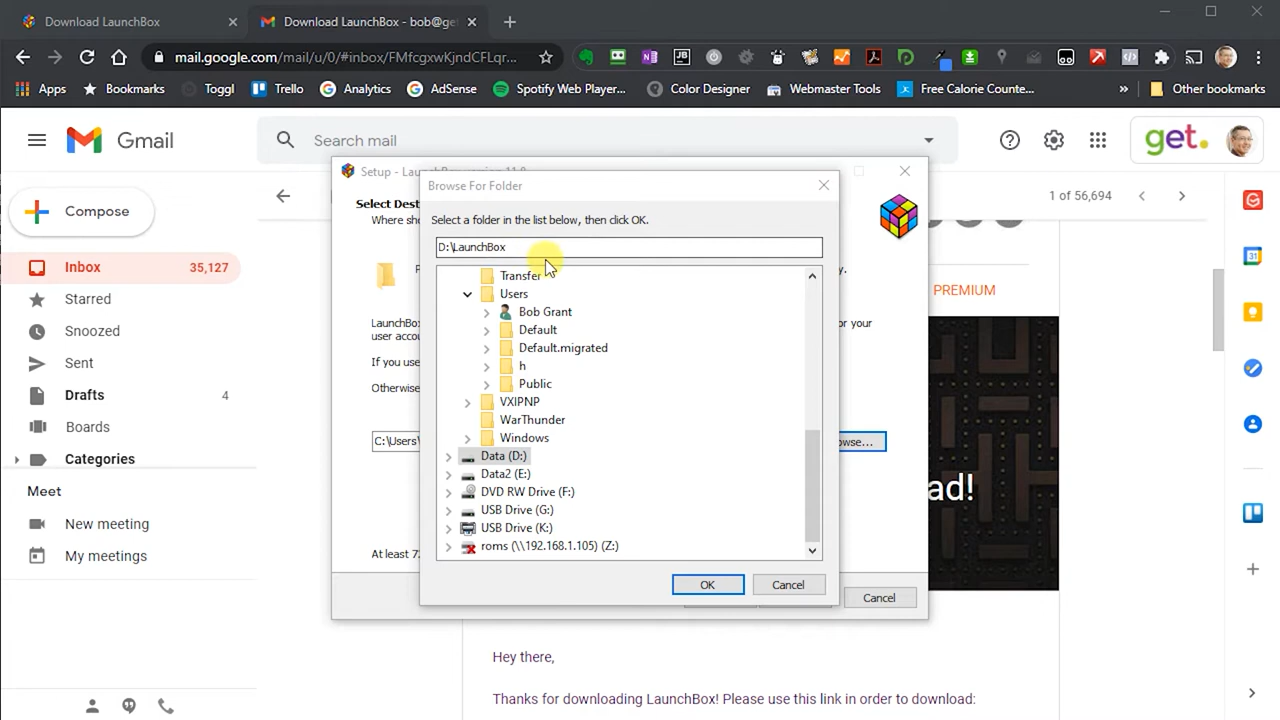 Download LaunchBox
Download LaunchBox - bob@ge
mail.google.com/mail/u/0/#inbox/FMfcgxwKjndCFLqr...
Apps
Bookmarks
Toggl
Trello
Analytics
AdSense
Spotify Web Player...
Color Designer
Webmaster Tools
Free Calorie Counte...
»
Other bookmarks
Gmail
Search mail
get.
Compose
1 of 56,694
Inbox 35,127
Starred
Snoozed
Sent
Drafts 4
Boards
Categories
Meet
New meeting
My meetings
Setup -
Select Dest
Where sho
LaunchBox
user accou
If you use
Otherwise
C:\Users\
At least 7
y.
or your
owse...
Cancel
Browse For Folder
Select a folder in the list below, then click OK.
D:\LaunchBox
Transfer
Users
Bob Grant
Default
Default.migrated
h
Public
VXIPNP
WarThunder
Windows
Data (D:)
Data2 (E:)
DVD RW Drive (F:)
USB Drive (G:)
USB Drive (K:)
roms (\\192.168.1.105) (Z:)
OK
Cancel
PREMIUM
ad!
Hey there,
Thanks for downloading LaunchBox! Please use this link in order to download: